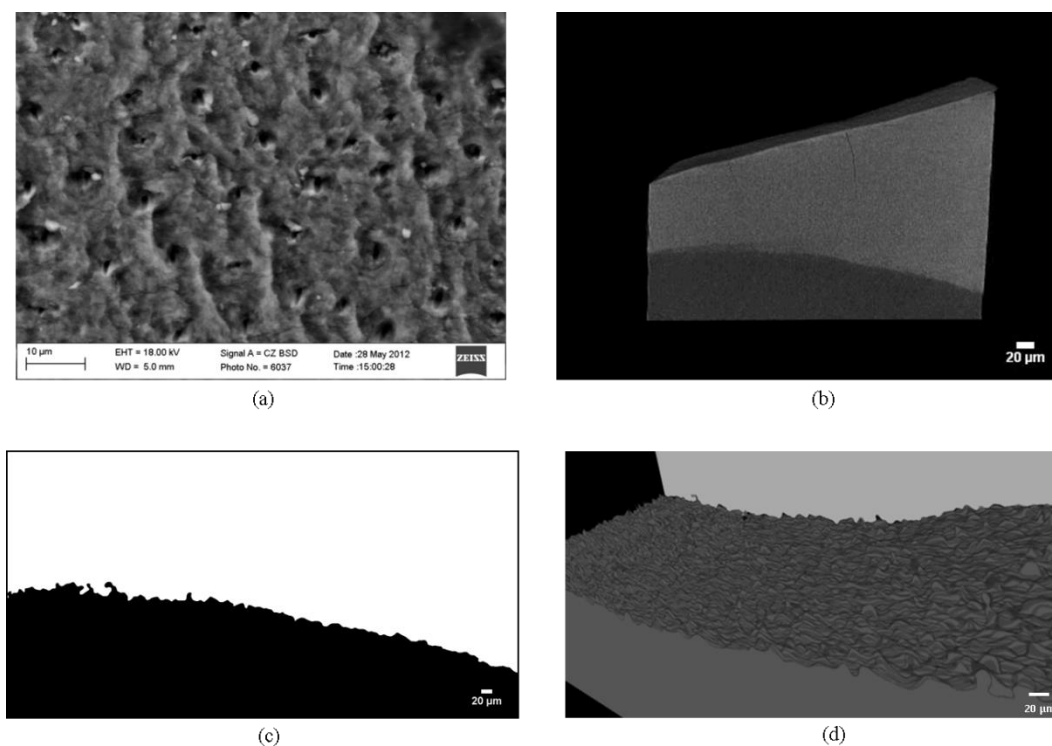 10 µm
EHT = 18.00 kV
Signal A = CZ BSD
Date :28 May 2012
WD = 5.0 mm
Photo No. = 6037
Time :15:00:28
ZEISS
20 µm
(a)
(b)
20 µm
20 µm
(c)
(d)